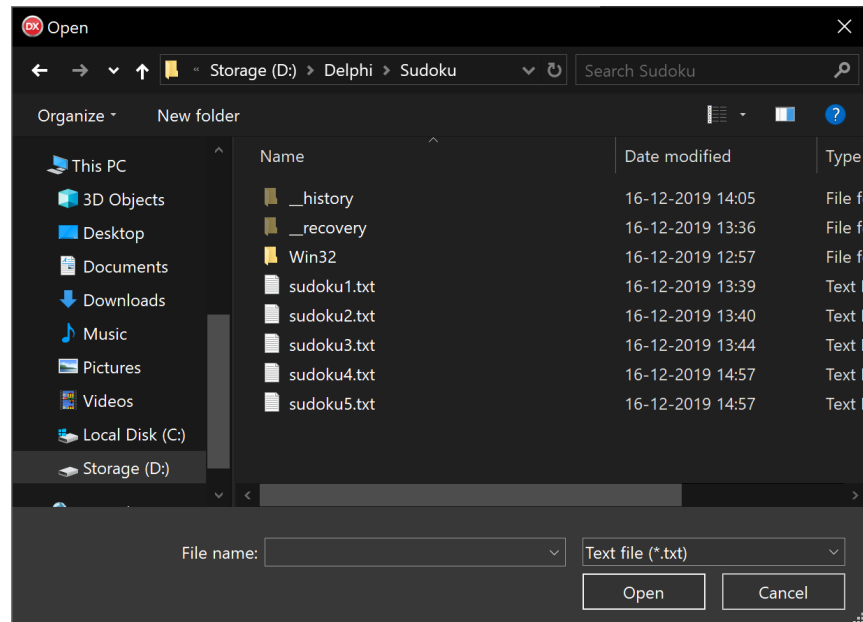 DX Open
« Storage (D:) > Delphi > Sudoku Search Sudoku
Organize New folder ?
This PC
3D Objects
Desktop
Documents
Downloads
Music
Pictures
Videos
Local Disk (C:)
Storage (D:)
Name Date modified Type
__history 16-12-2019 14:05 File f
__recovery 16-12-2019 13:36 File f
Win32 16-12-2019 12:57 File f
sudoku1.txt 16-12-2019 13:39 Text
sudoku2.txt 16-12-2019 13:40 Text
sudoku3.txt 16-12-2019 13:44 Text
sudoku4.txt 16-12-2019 14:57 Text
sudoku5.txt 16-12-2019 14:57 Text
File name: Text file (*.txt)
Open Cancel